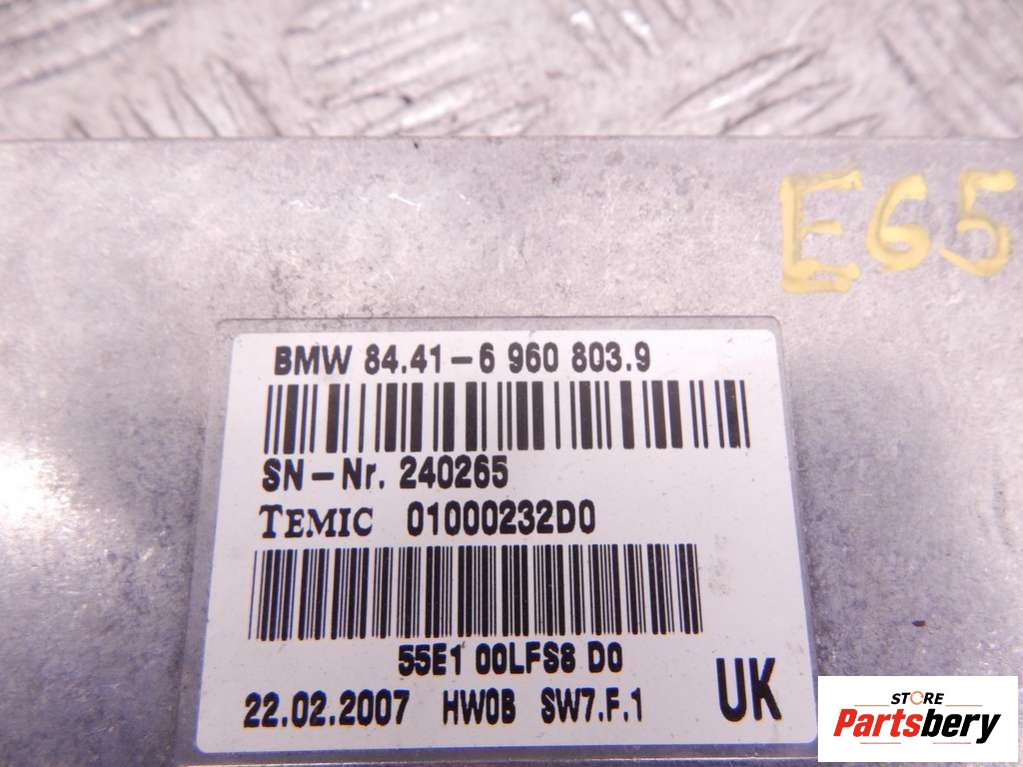 E65
BMW 84.41-6 960 803.9
SN-Nr. 240265
TEMIC 01000232D0
55E1 00LFS8 D0
22.02.2007 HW0B SW7.F.1
UK
STORE
Partsbery